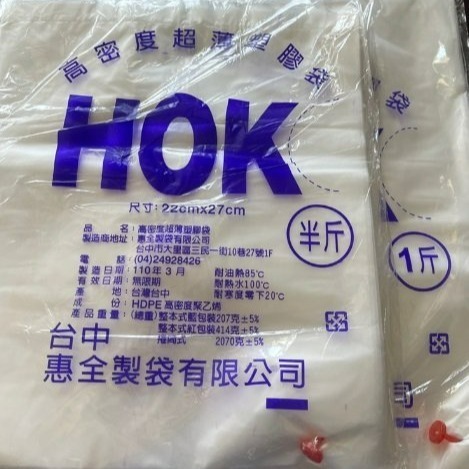 高密度超薄塑膠袋
HOK
尺寸:22cmx27cm
半斤
品名:高密度超薄塑膠袋
製造商地址:惠全製袋有限公司
台中市大里區三民一街10巷27號1F
電話:(04)24928426
製造日期:110年3月
耐油熱85℃
有效日期:無限期
耐熱水100℃
產地:台灣台中
耐寒度零下20℃
成份:HDPE高密度聚乙烯
產品重量:(總重)整本式藍包裝207克±5%
整本式紅包裝414克±5%
捲筒式 2070克±5%
台中
惠全製袋有限公司
袋
K
1斤
司